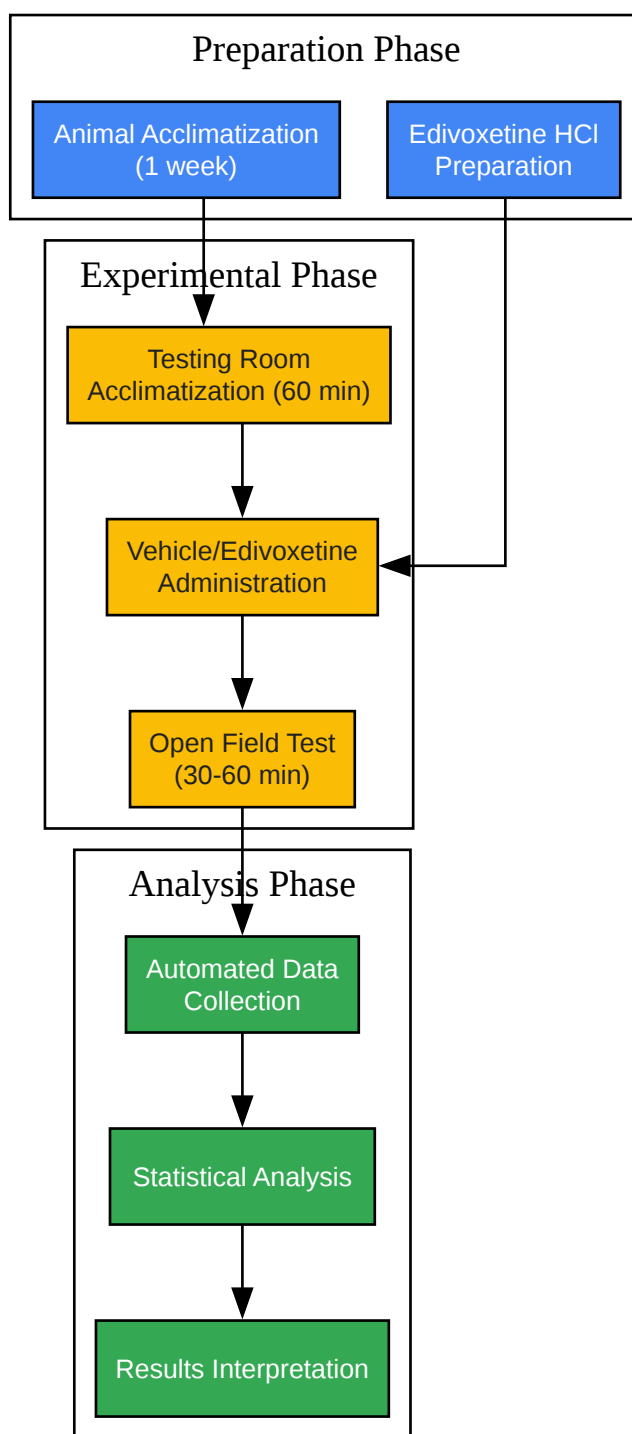 Preparation Phase
Animal Acclimatization
(1 week)
Edivoxetine HCl
Preparation
Experimental Phase
Testing Room
Acclimatization (60 min)
Vehicle/Edivoxetine
Administration
Open Field Test
(30-60 min)
Analysis Phase
Automated Data
Collection
Statistical Analysis
Results Interpretation